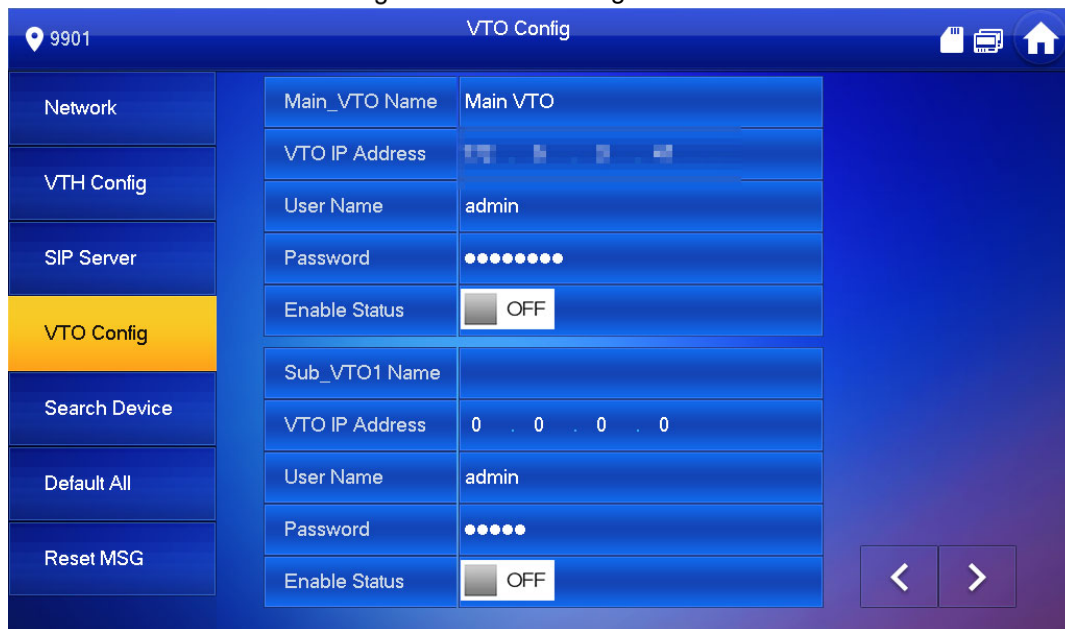 9901
VTO Config
Network
VTH Config
SIP Server
VTO Config
Search Device
Default All
Reset MSG
Main_VTO Name Main VTO
VTO IP Address
User Name admin
Password ●●●●●●●●
Enable Status OFF
Sub_VTO1 Name
VTO IP Address 0 . 0 . 0 . 0
User Name admin
Password ●●●●●
Enable Status OFF